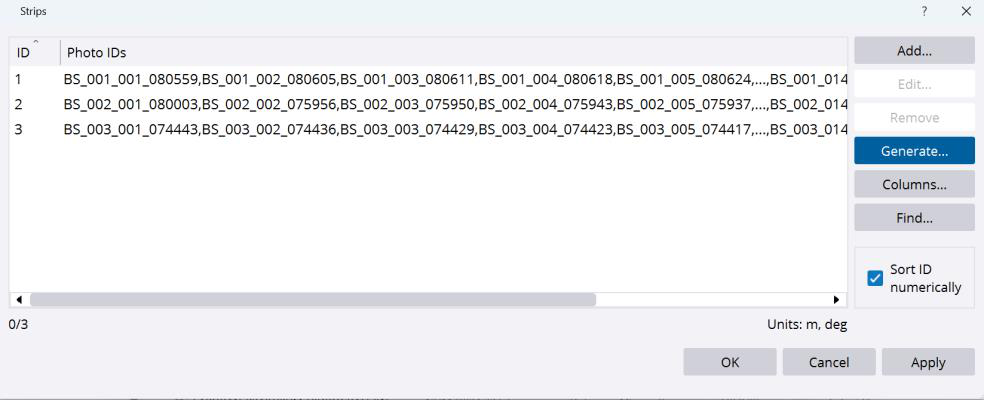 Strips
?
ID Photo IDs
1 BS_001_001_080559,BS_001_002_080605,BS_001_003_080611,BS_001_004_080618,BS_001_005_080624,...,BS_001_014
2 BS_002_001_080003,BS_002_002_075956,BS_002_003_075950,BS_002_004_075943,BS_002_005_075937,...,BS_002_014
3 BS_003_001_074443,BS_003_002_074436,BS_003_003_074429,BS_003_004_074423,BS_003_005_074417,...,BS_003_014
Add...
Edit...
Remove
Generate...
Columns...
Find...
Sort ID
numerically
0/3
Units: m, deg
OK Cancel Apply